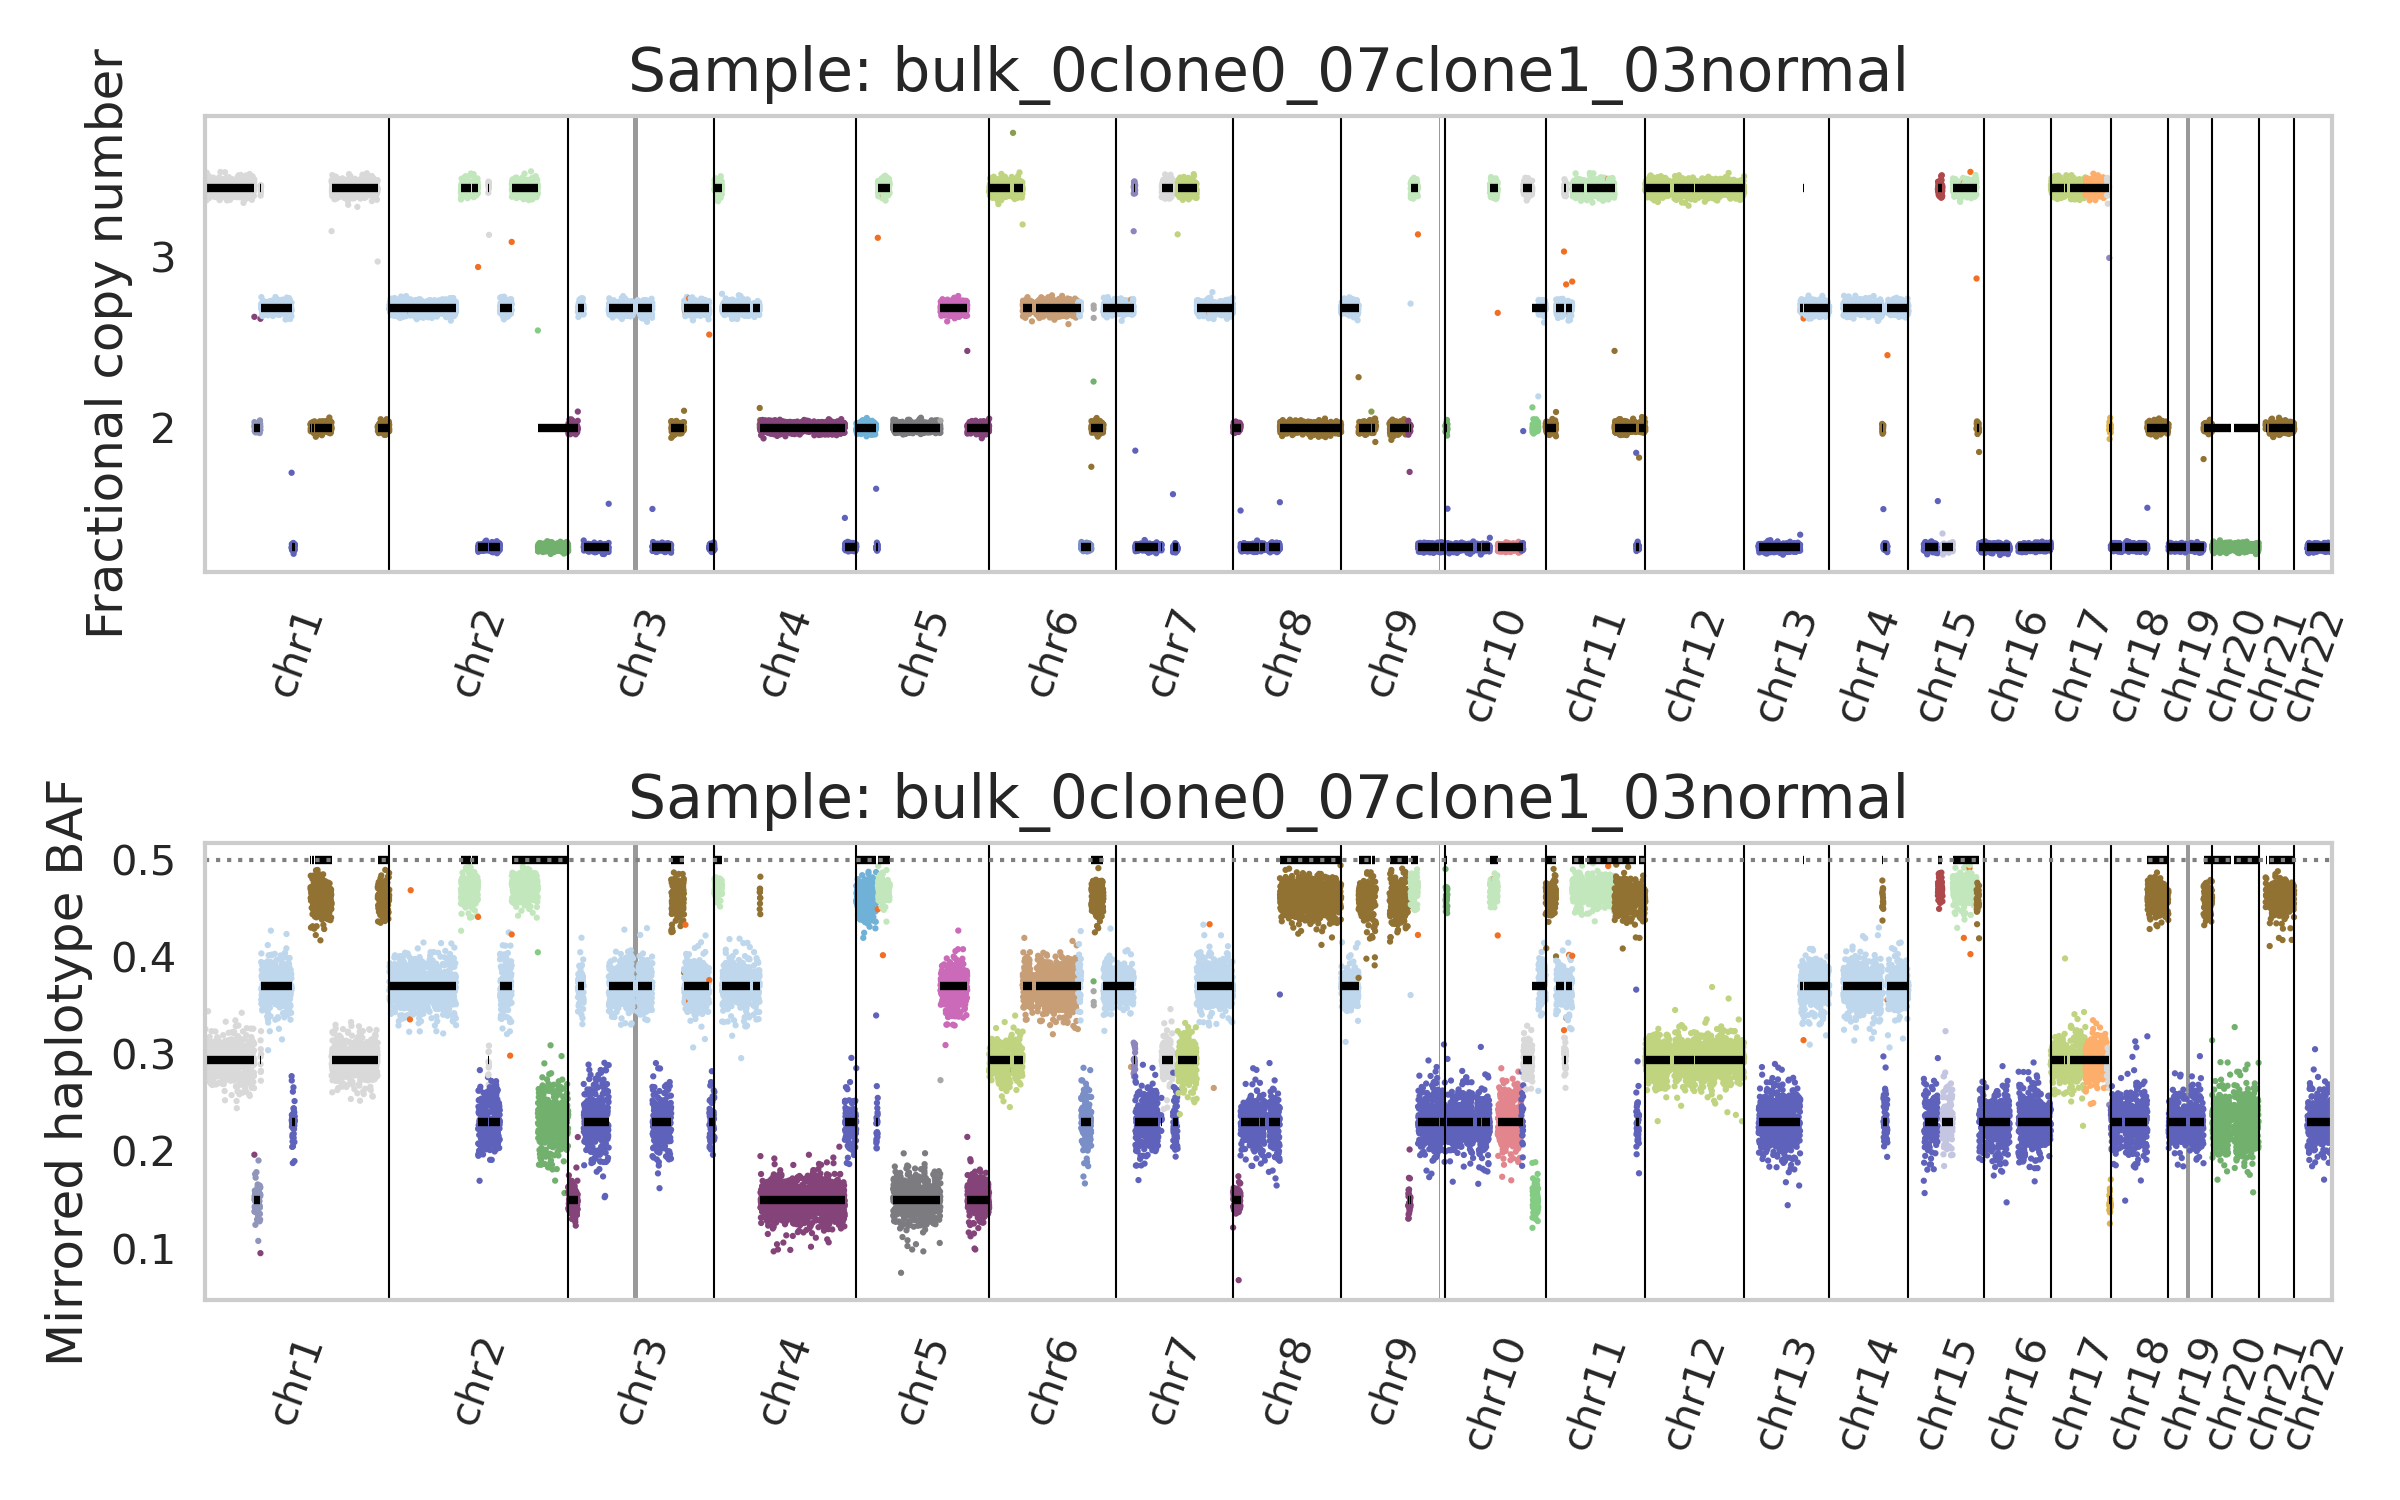 Sample: bulk_0clone0_07clone1_03normal
Fractional copy number
3
2
chr1 chr2 chr3 chr4 chr5 chr6 chr7 chr8 chr9 chr10 chr11 chr12 chr13 chr14 chr15 chr16 chr17 chr18 chr19 chr20 chr21 chr22
Sample: bulk_0clone0_07clone1_03normal
Mirrored haplotype BAF
0.5
0.4
0.3
0.2
0.1
chr1 chr2 chr3 chr4 chr5 chr6 chr7 chr8 chr9 chr10 chr11 chr12 chr13 chr14 chr15 chr16 chr17 chr18 chr19 chr20 chr21 chr22